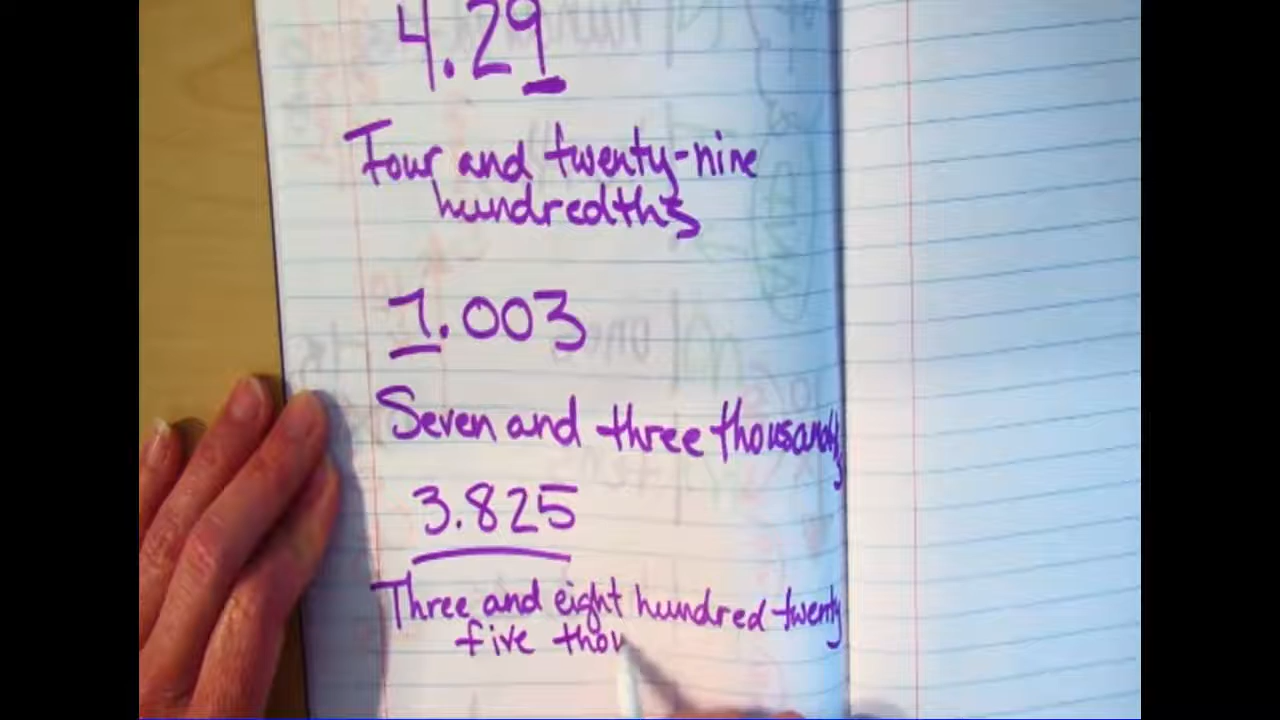 4.29
Four and twenty-nine
hundredths
7.003
Seven and three thousandths
3.825
Three and eight hundred twenty
five thou